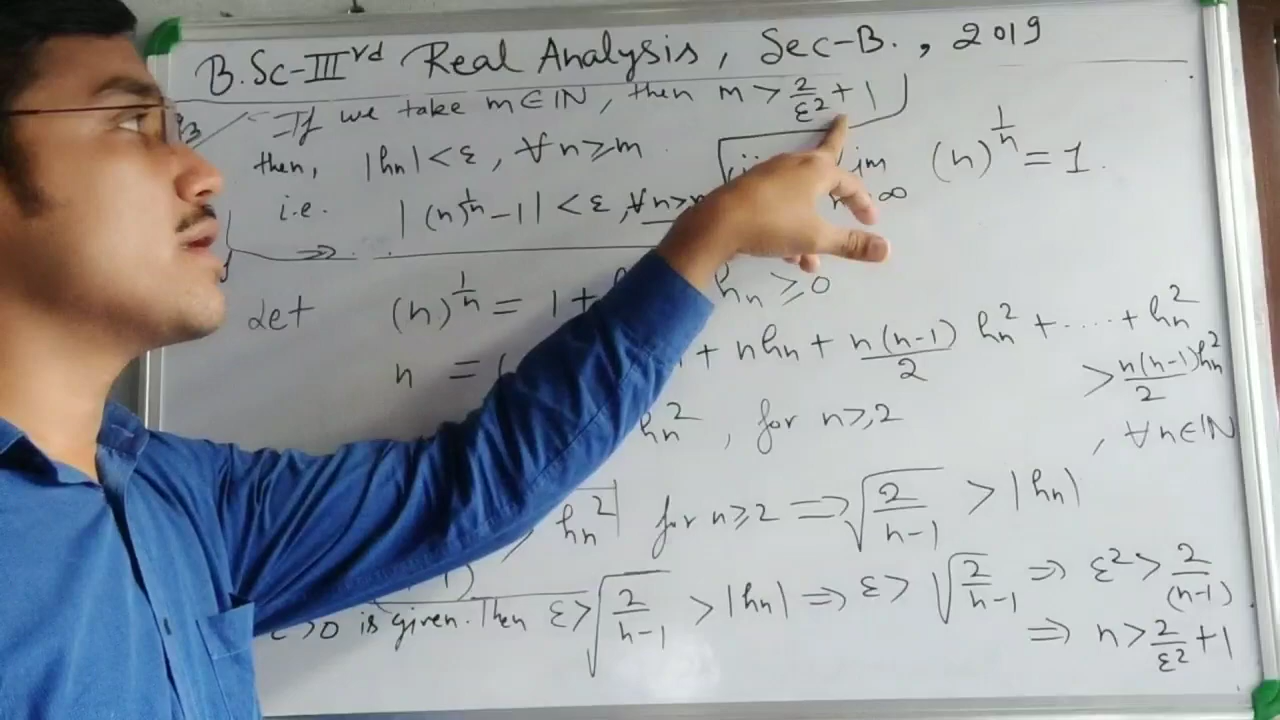 B.Sc-IIIrd Real Analysis, Sec-B., 2019
If we take m∈IN, then m > 2/ε² + 1
then, |hn| < ε, ∀ n ≥ m
lim (n)^(1/n) = 1.
n ∞
i.e. |(n)^(1/n) - 1| < ε, ∀ n ≥
Let (n)^(1/n) = 1 + hn ≥ 0
n = ( + nhn + n(n-1)/2 hn² + ..... + hn²
> n(n-1)/2 hn²
hn², for n ≥, 2 , ∀ n∈IN
hn² for n ≥ 2 ⇒ √(2/(n-1)) > |hn|
ε > 0 is given. Then ε > √(2/(n-1)) > |hn| ⇒ ε > √(2/(n-1)) ⇒ ε² > 2/(n-1)
⇒ n > 2/ε² + 1